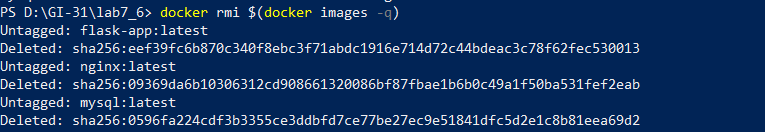 PS D:\GI-31\lab7_6> docker rmi $(docker images -q)
Untagged: flask-app:latest
Deleted: sha256:eef39fc6b870c340f8ebc3f71abdc1916e714d72c44bdeac3c78f62fec530013
Untagged: nginx:latest
Deleted: sha256:09369da6b10306312cd908661320086bf87fbae1b6b0c49a1f50ba531fef2eab
Untagged: mysql:latest
Deleted: sha256:0596fa224cdf3b3355ce3ddbfd7ce77be27ec9e51841dfc5d2e1c8b81eea69d2